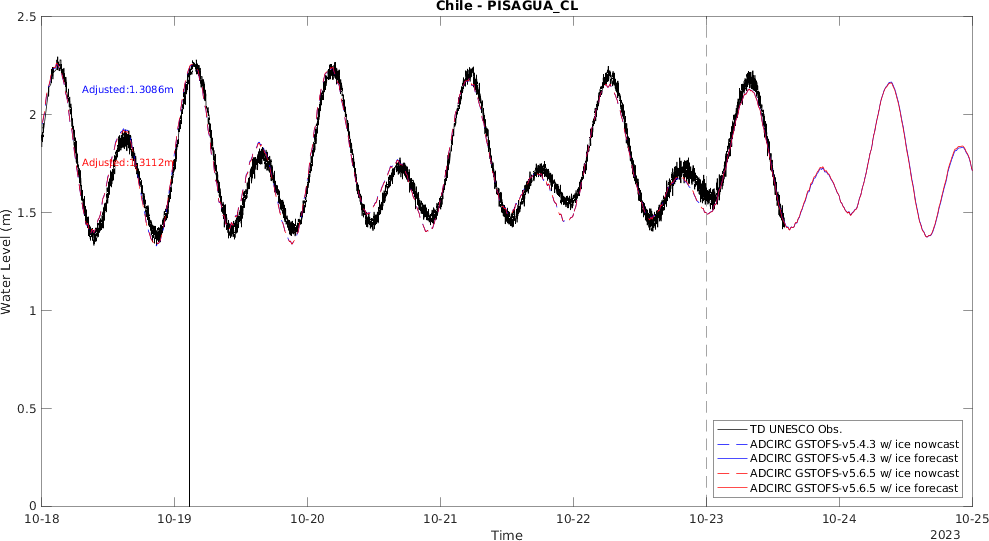 Chile - PISAGUA_CL
2.5
2
1.5
1
0.5
0
Water Level (m)
Adjusted:1.3086m
Adjusted:1.3112m
TD UNESCO Obs.
ADCIRC GSTOFS-v5.4.3 w/ ice nowcast
ADCIRC GSTOFS-v5.4.3 w/ ice forecast
ADCIRC GSTOFS-v5.6.5 w/ ice nowcast
ADCIRC GSTOFS-v5.6.5 w/ ice forecast
10-18 10-19 10-20 10-21 10-22 10-23 10-24 10-25
Time
2023